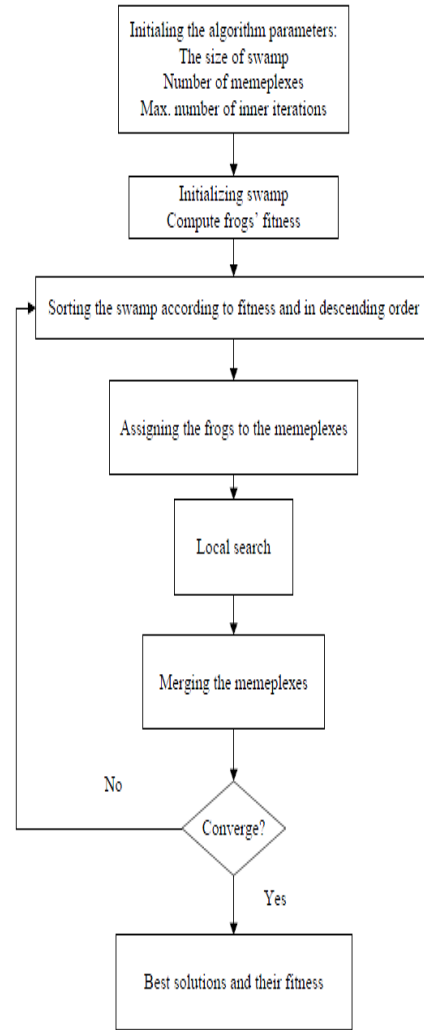 Initialing the algorithm parameters:
The size of swamp
Number of memeplexes
Max. number of inner iterations
Initializing swamp
Compute frogs' fitness
Sorting the swamp according to fitness and in descending order
Assigning the frogs to the memeplexes
Local search
Merging the memeplexes
No
Converge?
Yes
Best solutions and their fitness